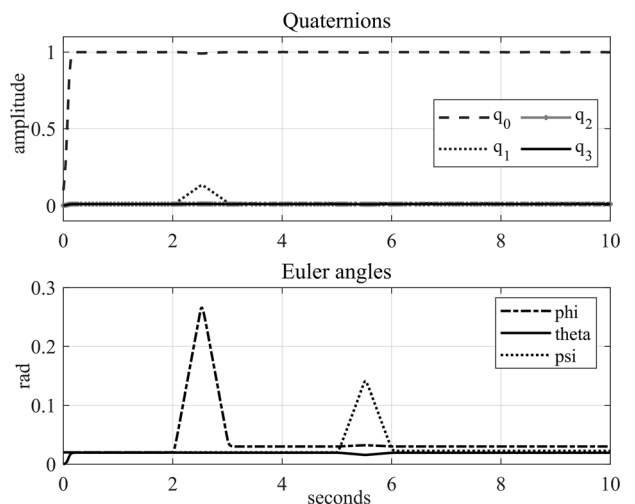 Quaternions
1
0.5
0
amplitude
q0 q2
q1 q3
0 2 4 6 8 10
Euler angles
0.3
0.2
0.1
0
rad
phi
theta
psi
0 2 4 6 8 10
seconds